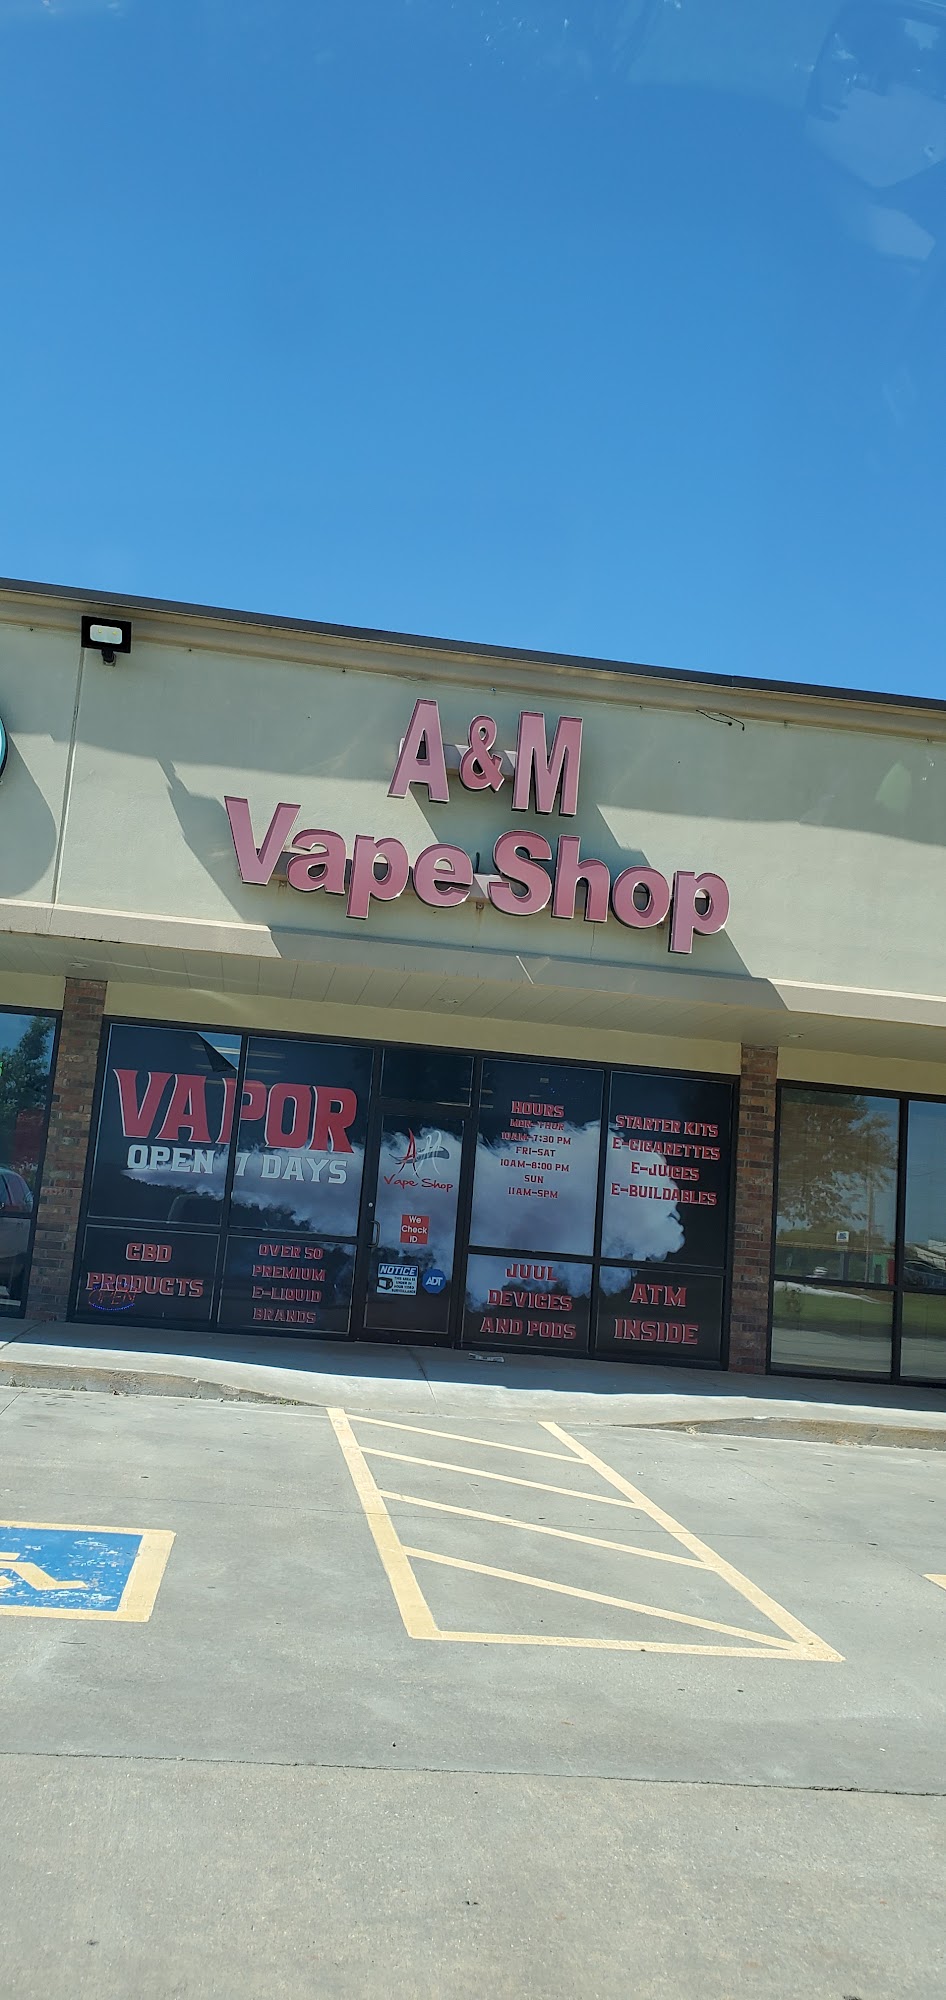 A&M
Vape Shop
VAPOR
OPEN 7 DAYS
CBD
PRODUCTS
OPEN
OVER 50
PREMIUM
E-LIQUID
BRANDS
Vape Shop
We
Check
ID
NOTICE
ADT
HOURS
MON-THUR
10AM-7:30 PM
FRI-SAT
10AM-8:00 PM
SUN
11AM-5PM
JUUL
DEVICES
AND PODS
STARTER KITS
E-CIGARETTES
E-JUICES
E-BUILDABLES
ATM
INSIDE